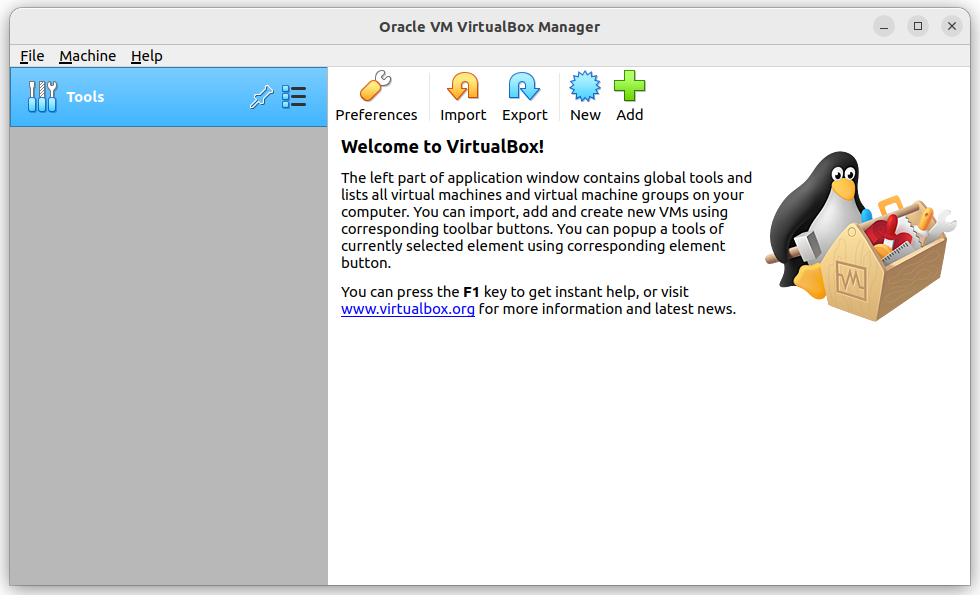 Oracle VM VirtualBox Manager
File Machine Help
Tools
Preferences Import Export New Add
Welcome to VirtualBox!
The left part of application window contains global tools and
lists all virtual machines and virtual machine groups on your
computer. You can import, add and create new VMs using
corresponding toolbar buttons. You can popup a tools of
currently selected element using corresponding element
button.
You can press the F1 key to get instant help, or visit
www.virtualbox.org for more information and latest news.